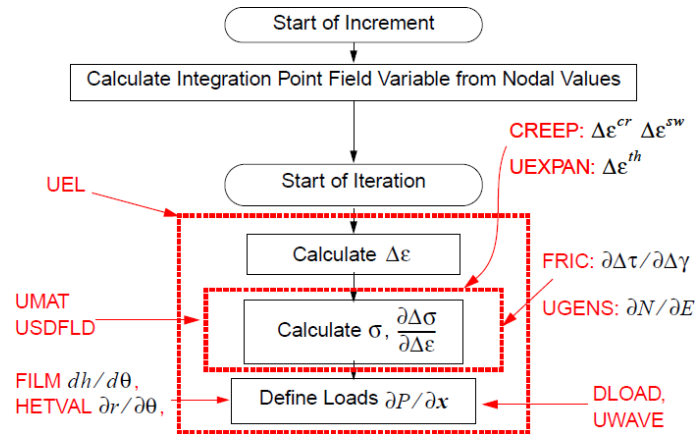 Start of Increment
Calculate Integration Point Field Variable from Nodal Values
CREEP: Δε^cr Δε^sw
UEXPAN: Δε^th
UEL
Start of Iteration
Calculate Δε
FRIC: ∂Δτ/∂Δγ
UGENS: ∂N/∂E
UMAT
USDFLD
Calculate σ, ∂Δσ/∂Δε
FILM dh/dθ,
HETVAL ∂r/∂θ,
Define Loads ∂P/∂x
DLOAD,
UWAVE